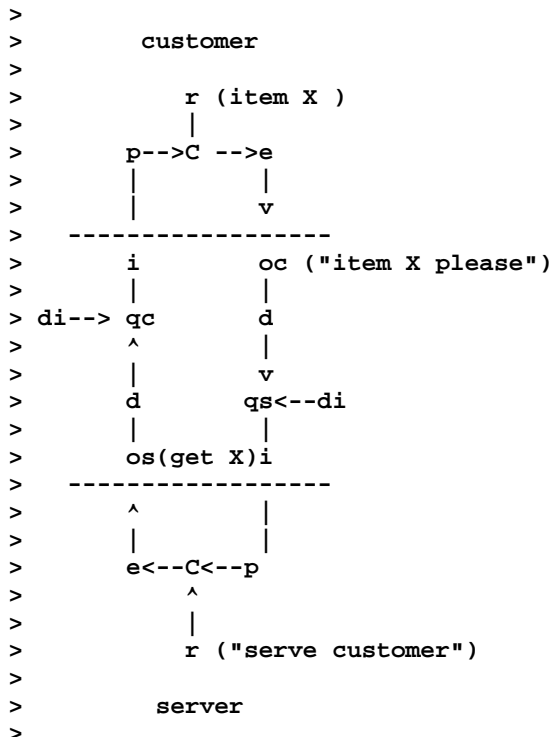 >
>         customer
>
>            r (item X )
>            |
>        p-->C -->e
>        |        |
>        |        v
>    ------------------
>        i        oc ("item X please")
>        |        |
> di--> qc        d
>        ^        |
>        |        v
>        d       qs<--di
>        |        |
>        os(get X)i
>    ------------------
>        ^        |
>        |        |
>        e<--C<--p
>            ^
>            |
>            r ("serve customer")
>
>          server
>